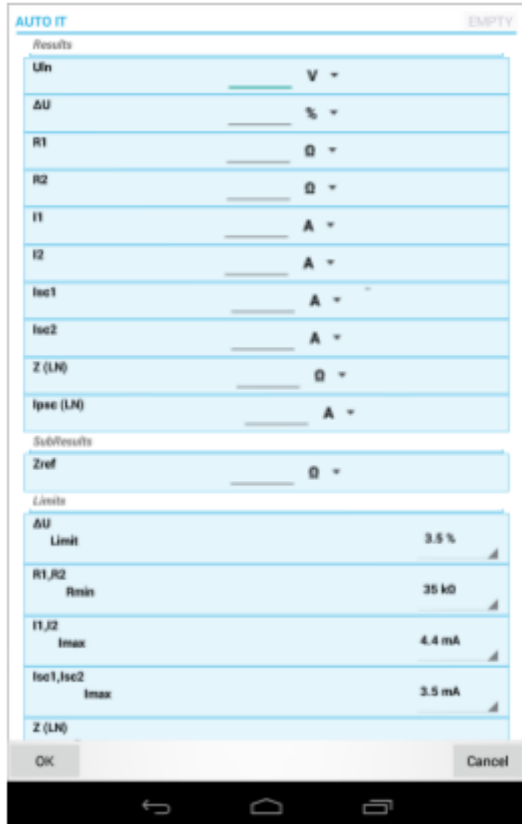 AUTO IT EMPTY
Results
Uln V
ΔU %
R1 Ω
R2 Ω
I1 A
I2 A
Isc1 A
Isc2 A
Z (LN) Ω
Ipsc (LN) A
SubResults
Zref Ω
Limits
ΔU
Limit 3.5 %
R1,R2
Rmin 35 kΩ
I1,I2
Imax 4.4 mA
Isc1,Isc2
Imax 3.5 mA
Z (LN)
OK Cancel